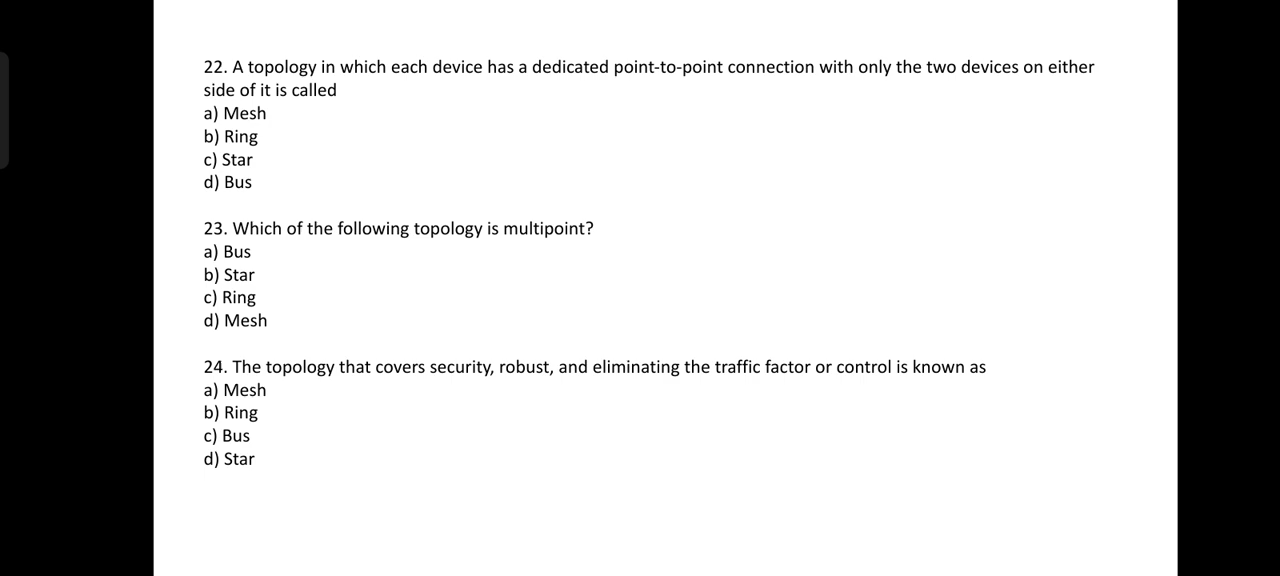 22. A topology in which each device has a dedicated point-to-point connection with only the two devices on either
side of it is called
a) Mesh
b) Ring
c) Star
d) Bus
23. Which of the following topology is multipoint?
a) Bus
b) Star
c) Ring
d) Mesh
24. The topology that covers security, robust, and eliminating the traffic factor or control is known as
a) Mesh
b) Ring
c) Bus
d) Star